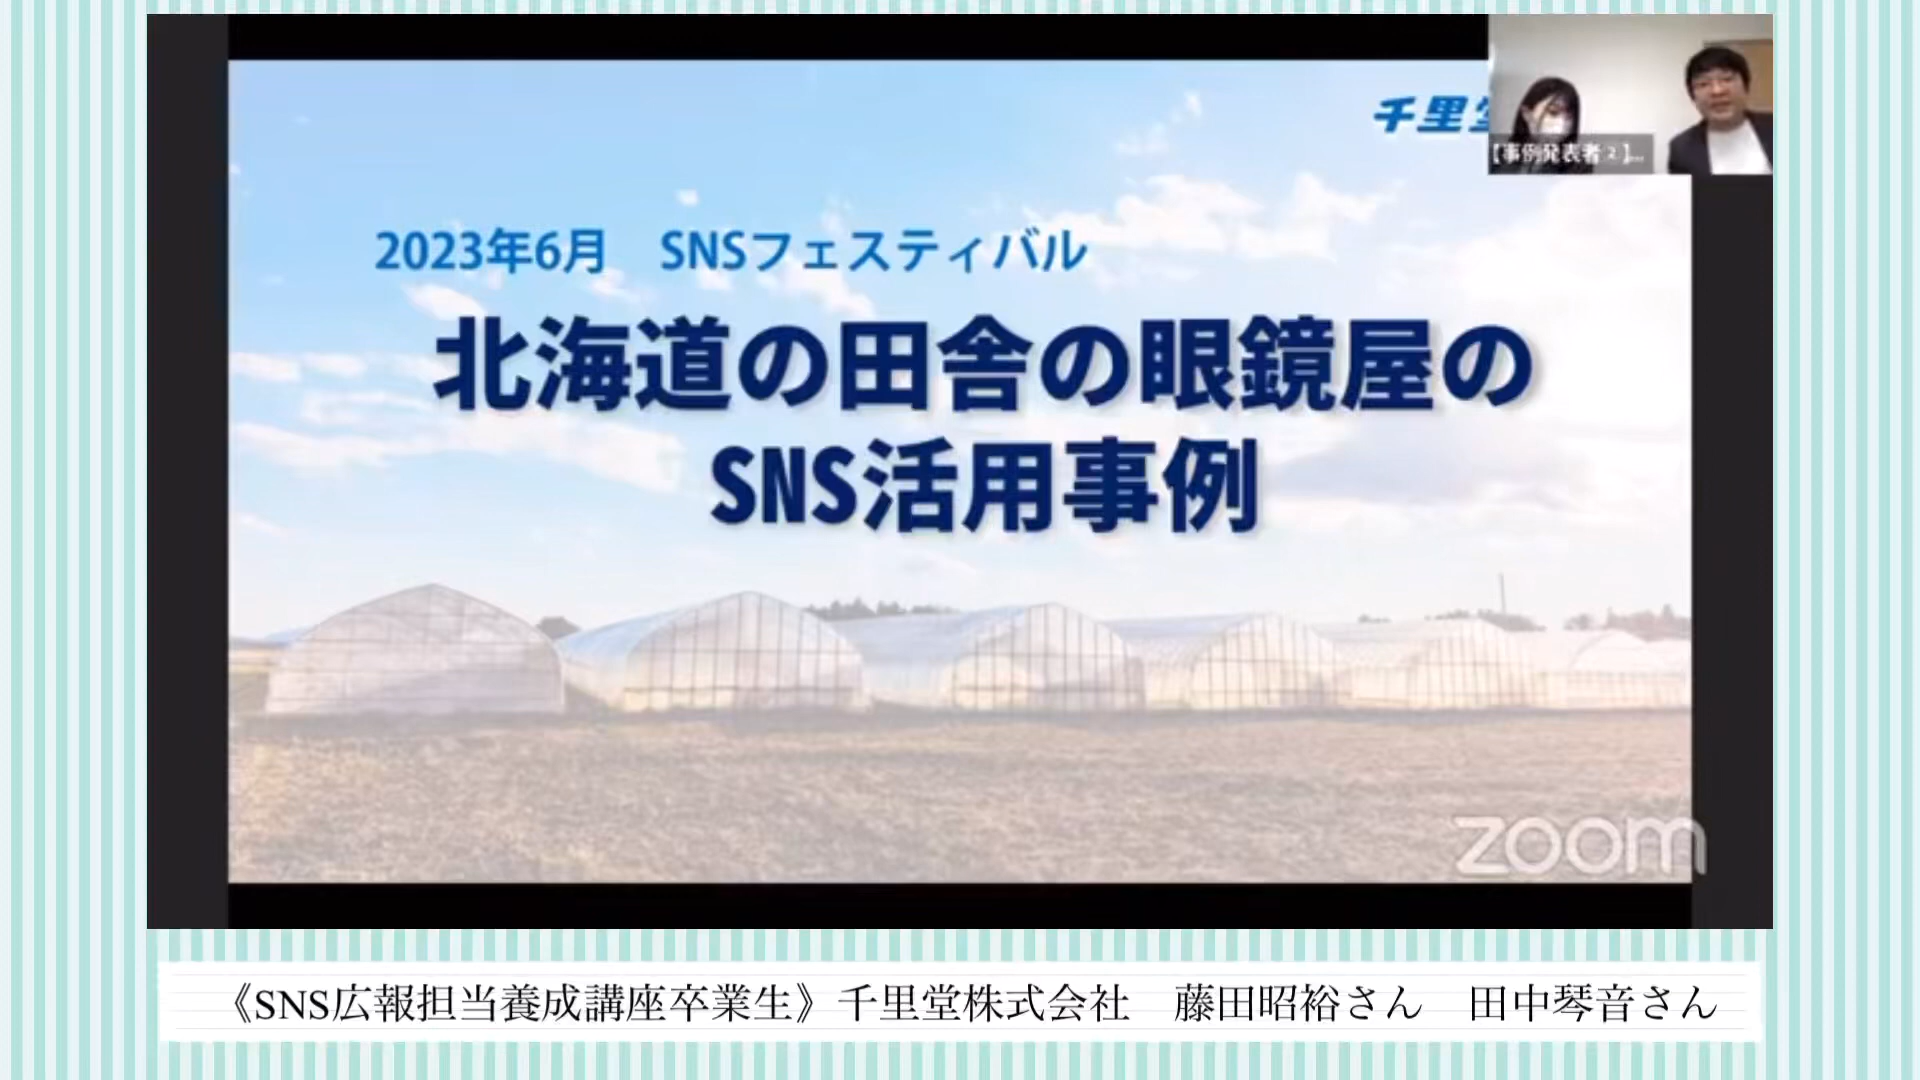 千里堂
【事例発表者②】...
2023年6月 SNSフェスティバル
北海道の田舎の眼鏡屋の
SNS活用事例
zoom
《SNS広報担当養成講座卒業生》千里堂株式会社 藤田昭裕さん 田中琴音さん